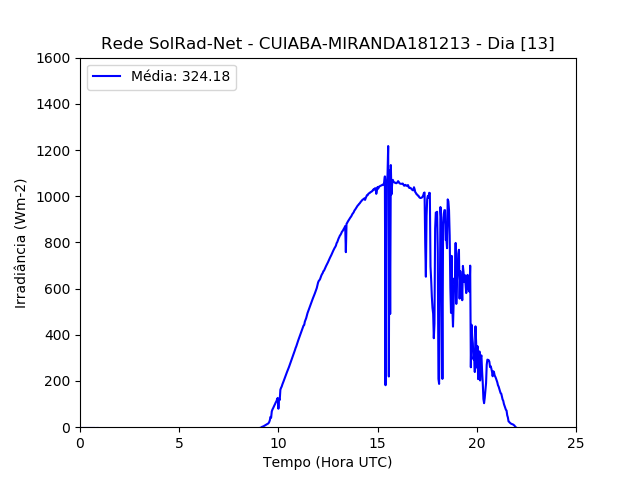 Rede SolRad-Net - CUIABA-MIRANDA181213 - Dia [13]
Média: 324.18
1600
1400
1200
1000
800
600
400
200
0
Irradiância (Wm-2)
0 5 10 15 20 25
Tempo (Hora UTC)